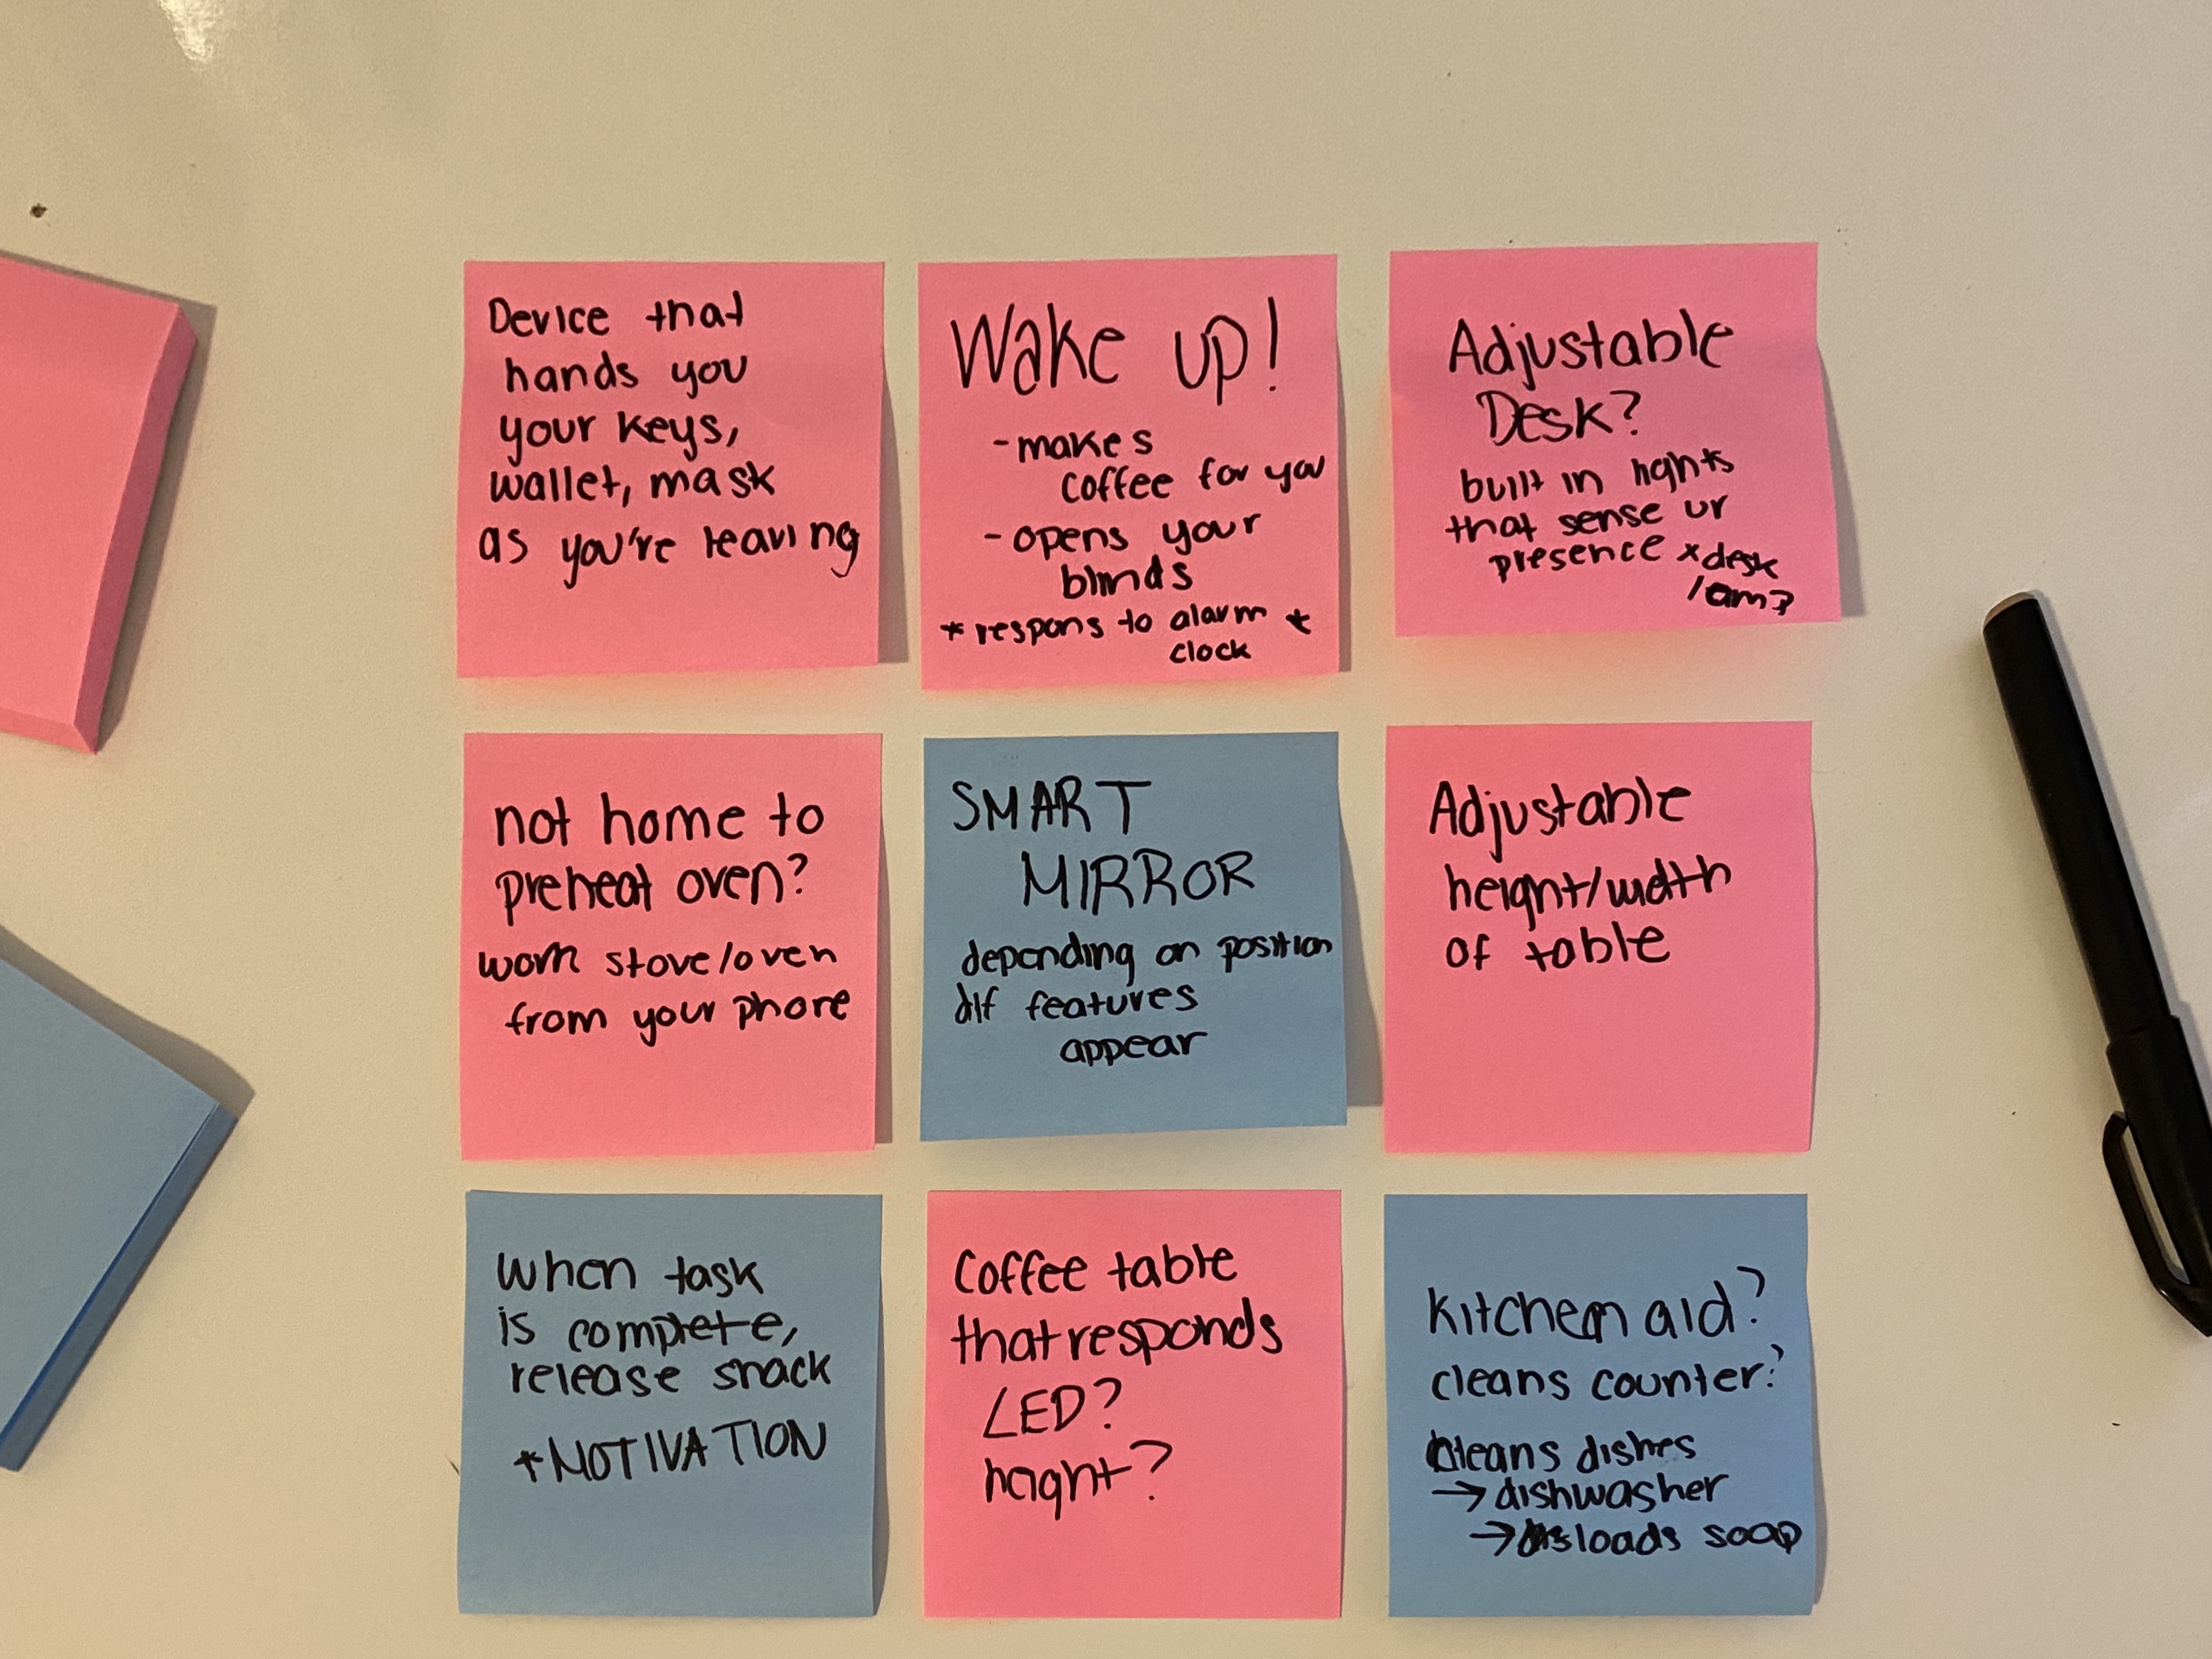 Device that
hands you
your keys,
wallet, mask
as you're leaving
Wake up!
- makes
coffee for you
- opens your
blinds
* respons to alarm *
clock
Adjustable
Desk?
built in lights
that sense ur
presence x desk
/am?
not home to
preheat oven?
warm stove/oven
from your phone
SMART
MIRROR
depending on position
dif features
appear
Adjustable
height/width
of table
when task
is complete,
release snack
*MOTIVATION
Coffee table
that responds
LED?
height?
kitchen aid?
cleans counter?
cleans dishes
→ dishwasher
→ loads soap